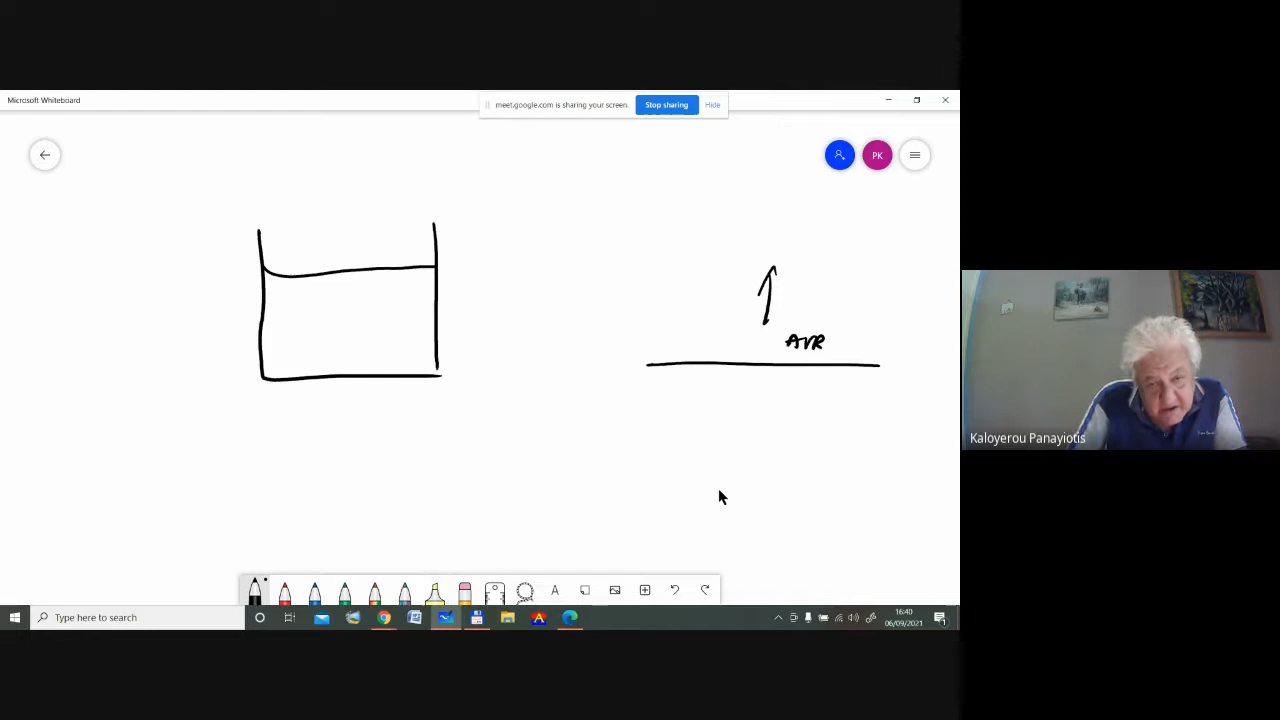 Microsoft Whiteboard
meet.google.com is sharing your screen.
Stop sharing
Hide
PK
Kaloyerou Panayiotis
A
Type here to search
A
16:40
06/09/2021
1